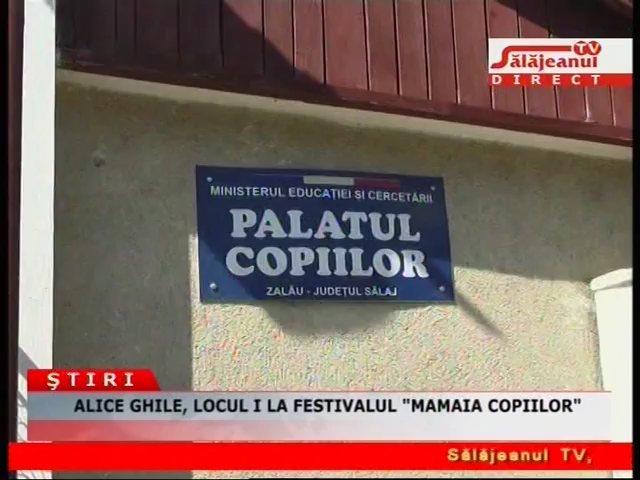 Sălăjeanul TV
DIRECT
MINISTERUL EDUCAȚIEI ȘI CERCETĂRII
PALATUL
COPIILOR
ZALĂU - JUDEȚUL SĂLAJ
ŞTIRI
ALICE GHILE, LOCUL I LA FESTIVALUL "MAMAIA COPIILOR"
Sălăjeanul TV,